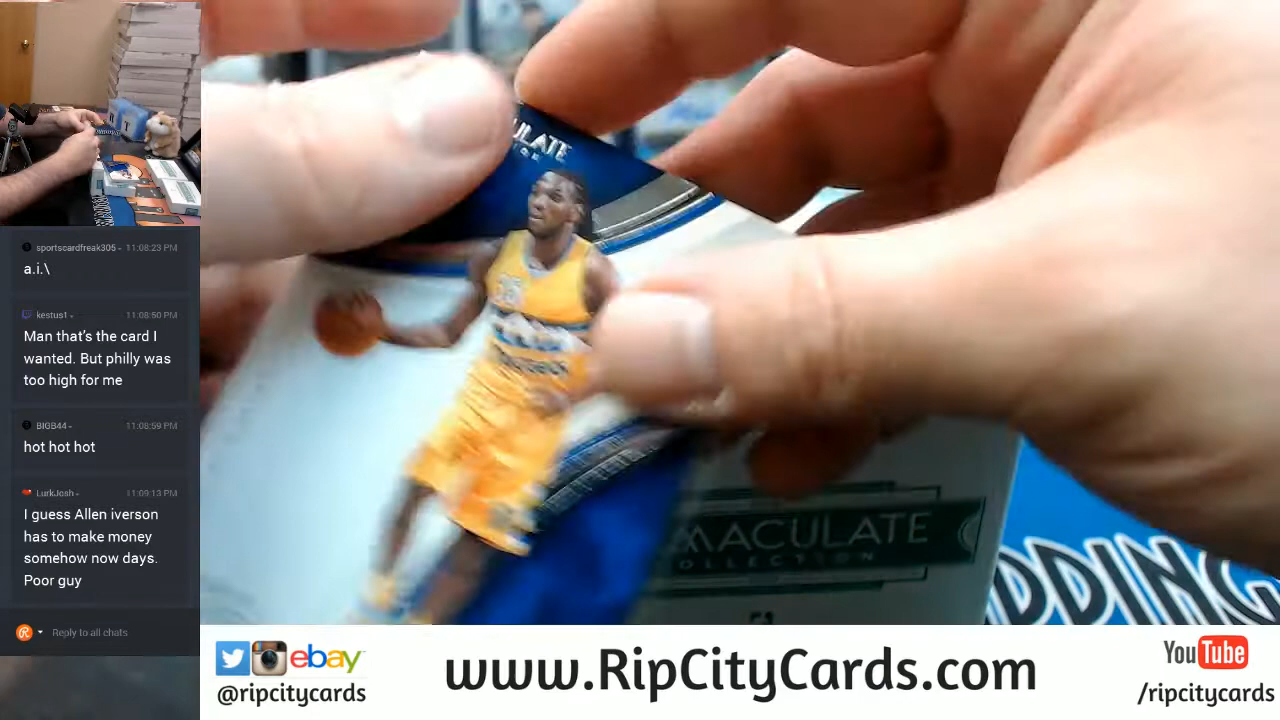 sportscardfreak305 - 11:08:23 PM
a.i.\
kestus1 - 11:08:50 PM
Man that's the card I
wanted. But philly was
too high for me
BIGB44 - 11:08:59 PM
hot hot hot
LurkJosh - 11:09:13 PM
I guess Allen iverson
has to make money
somehow now days.
Poor guy
Reply to all chats
ULATE
35
MACULATE
OLLECTION
DDING
ebay
@ripcitycards
www.RipCityCards.com
YouTube
/ripcitycards